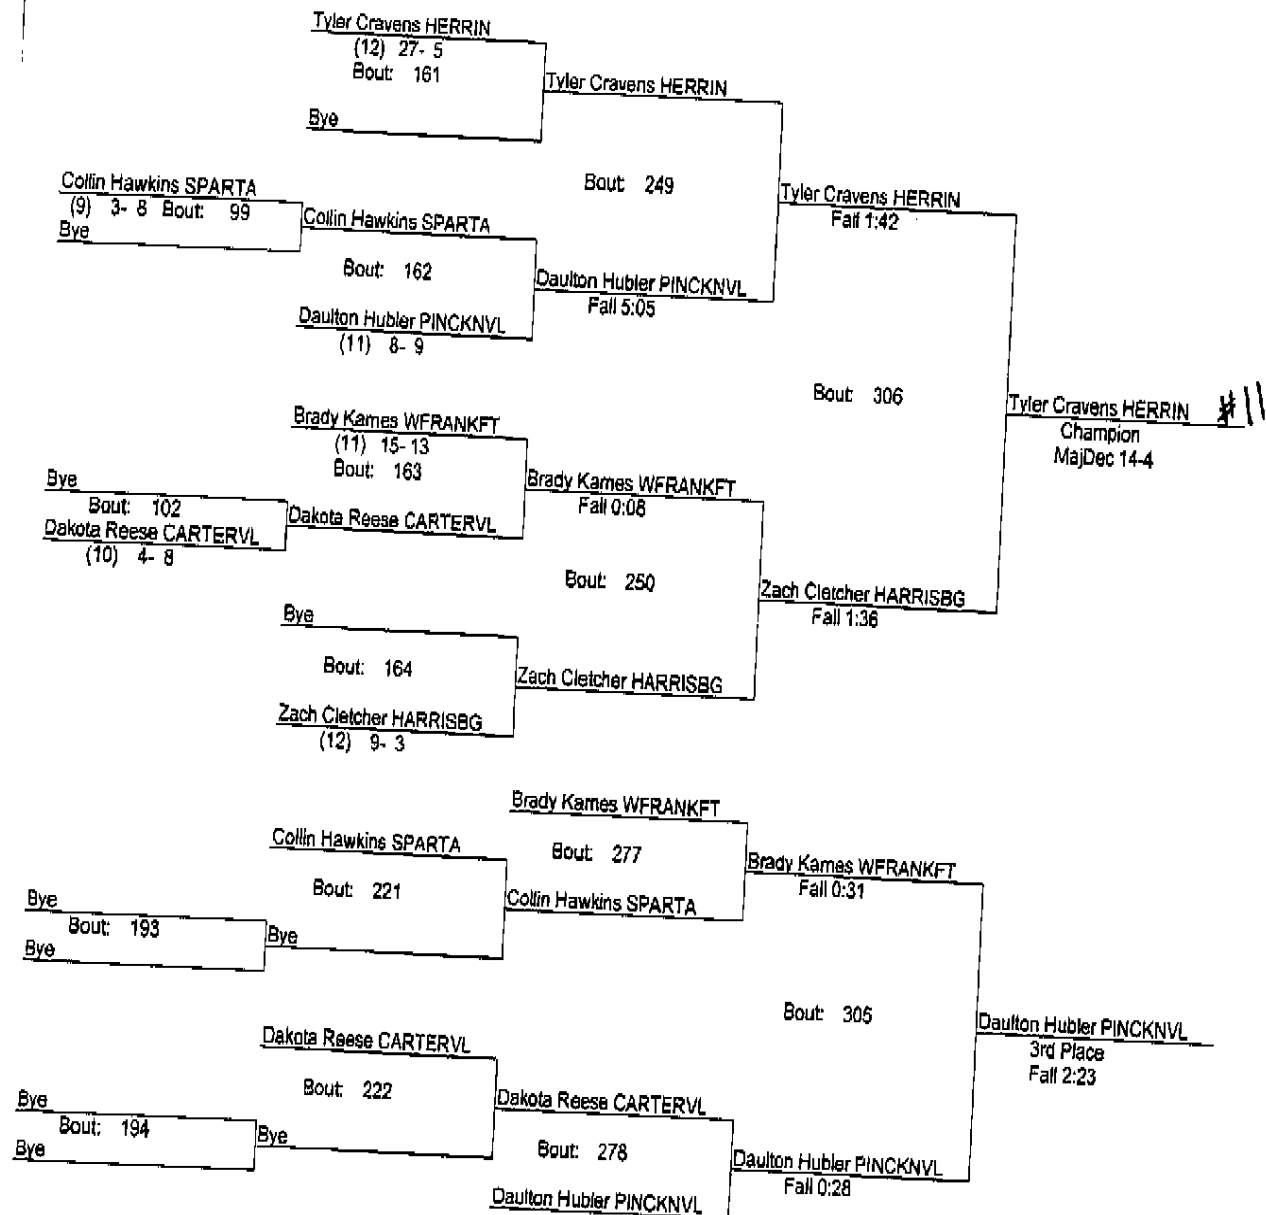 Tyler Cravens HERRIN
(12) 27- 5
Bout: 161
Tyler Cravens HERRIN
Bye
Bout: 249
Collin Hawkins SPARTA
(9) 3- 8 Bout: 99
Bye
Collin Hawkins SPARTA
Tyler Cravens HERRIN
Fall 1:42
Bout: 162
Daulton Hubler PINCKNVL
Fall 5:05
Daulton Hubler PINCKNVL
(11) 8- 9
Bout: 306
Tyler Cravens HERRIN #11
Champion
MajDec 14-4
Brady Karnes WFRANKFT
(11) 15- 13
Bout: 163
Brady Karnes WFRANKFT
Fall 0:08
Bye
Bout: 102
Dakota Reese CARTERVL
Dakota Reese CARTERVL
(10) 4- 8
Bout: 250
Zach Cletcher HARRISBG
Fall 1:36
Bye
Bout: 164
Zach Cletcher HARRISBG
Zach Cletcher HARRISBG
(12) 9- 3
Brady Karnes WFRANKFT
Collin Hawkins SPARTA
Bout: 277
Brady Karnes WFRANKFT
Fall 0:31
Bout: 221
Collin Hawkins SPARTA
Bye
Bout: 193
Bye
Bye
Bout: 305
Daulton Hubler PINCKNVL
3rd Place
Fall 2:23
Dakota Reese CARTERVL
Bout: 222
Dakota Reese CARTERVL
Bye
Bout: 194
Bye
Bye
Bout: 278
Daulton Hubler PINCKNVL
Fall 0:28
Daulton Hubler PINCKNVL